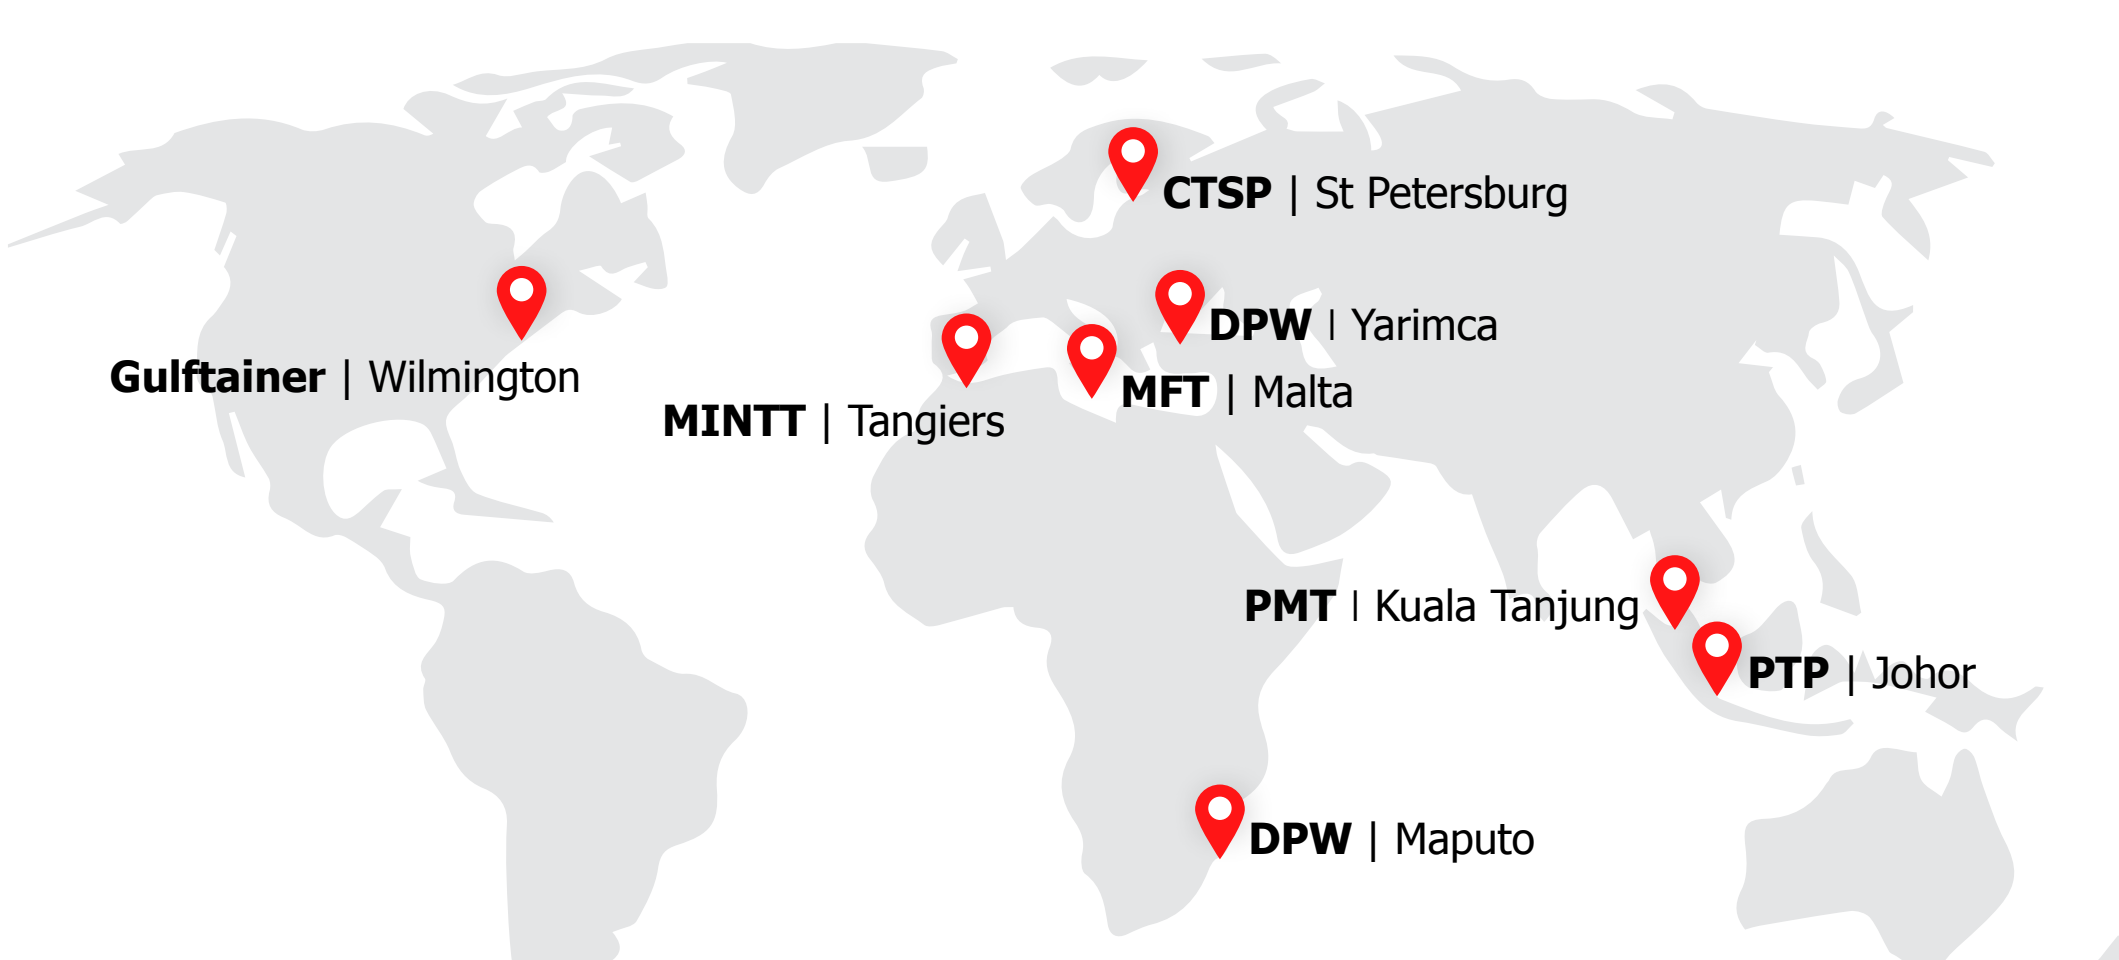 CTSP | St Petersburg
DPW | Yarimca
Gulftainer | Wilmington
MFT | Malta
MINTT | Tangiers
PMT | Kuala Tanjung
PTP | Johor
DPW | Maputo